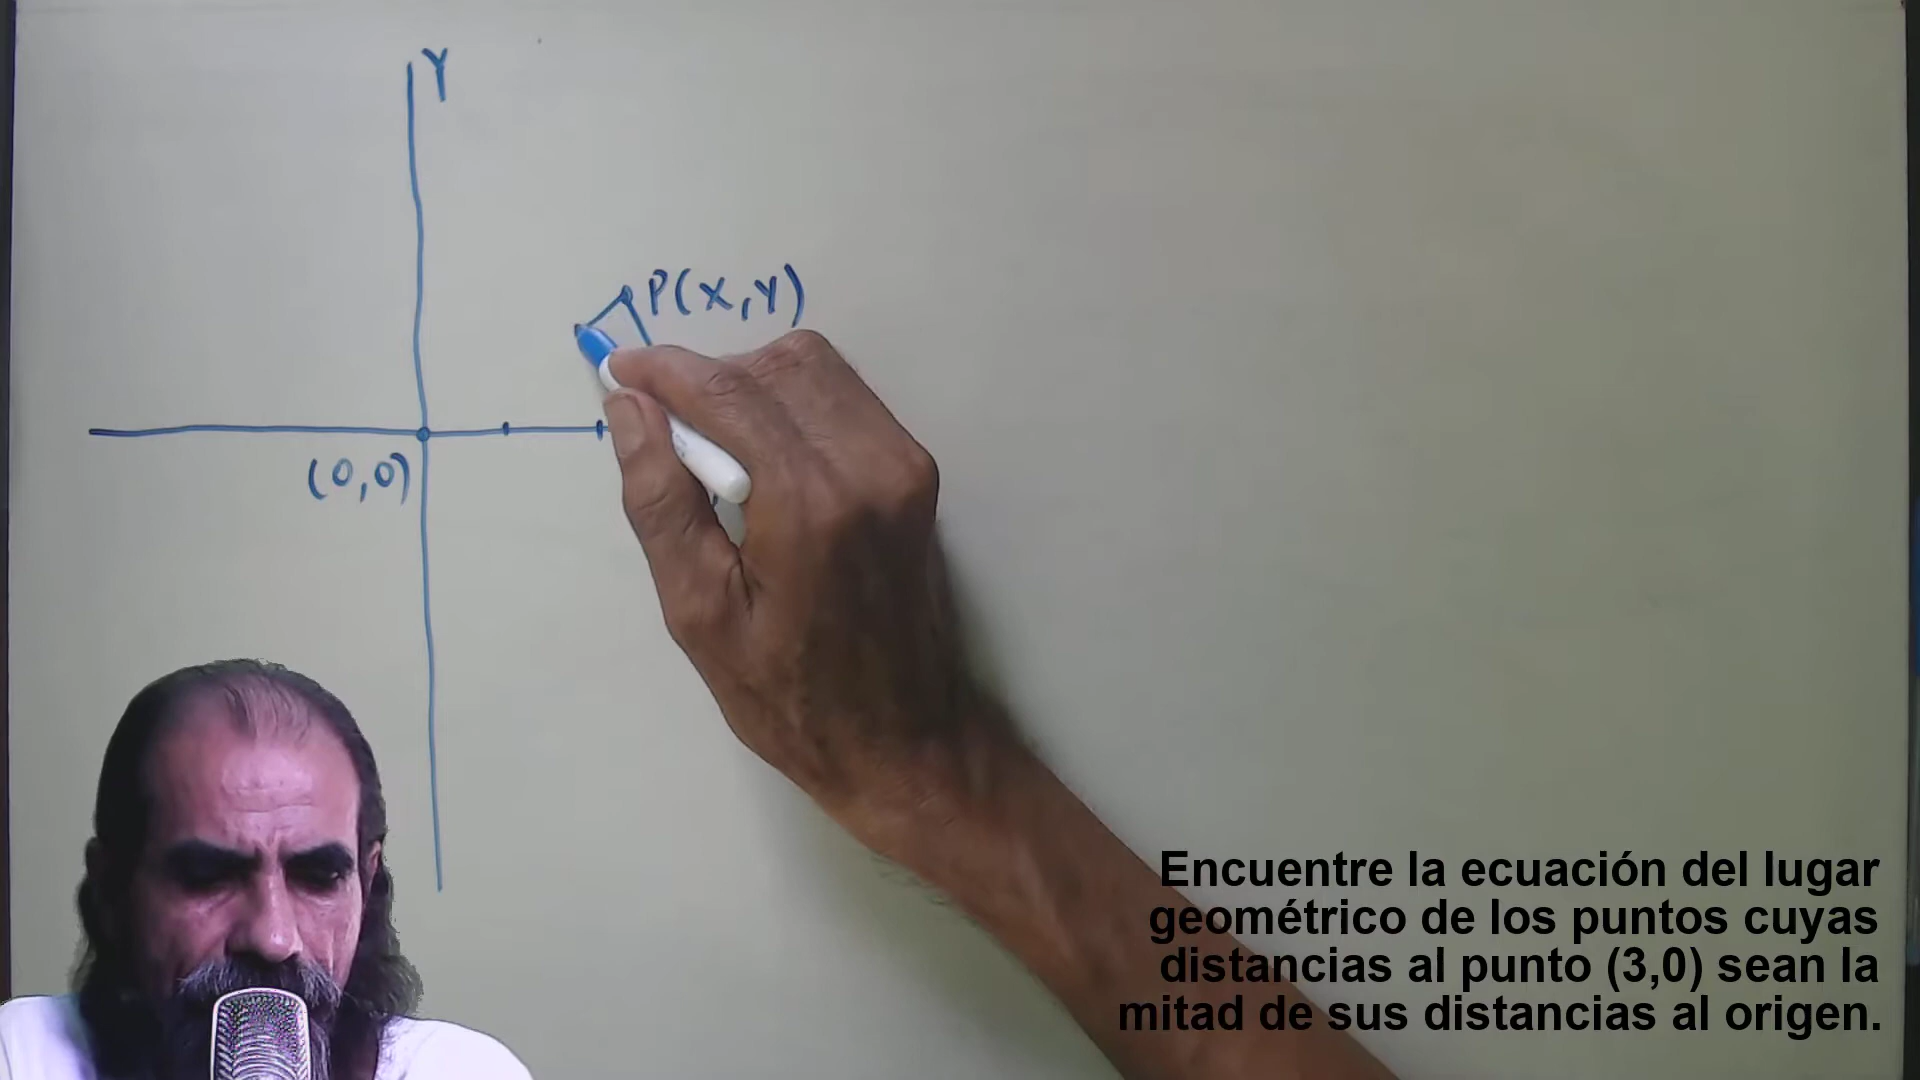 Y
P(X,Y)
(0,0)
Encuentre la ecuación del lugar
geométrico de los puntos cuyas
distancias al punto (3,0) sean la
mitad de sus distancias al origen.